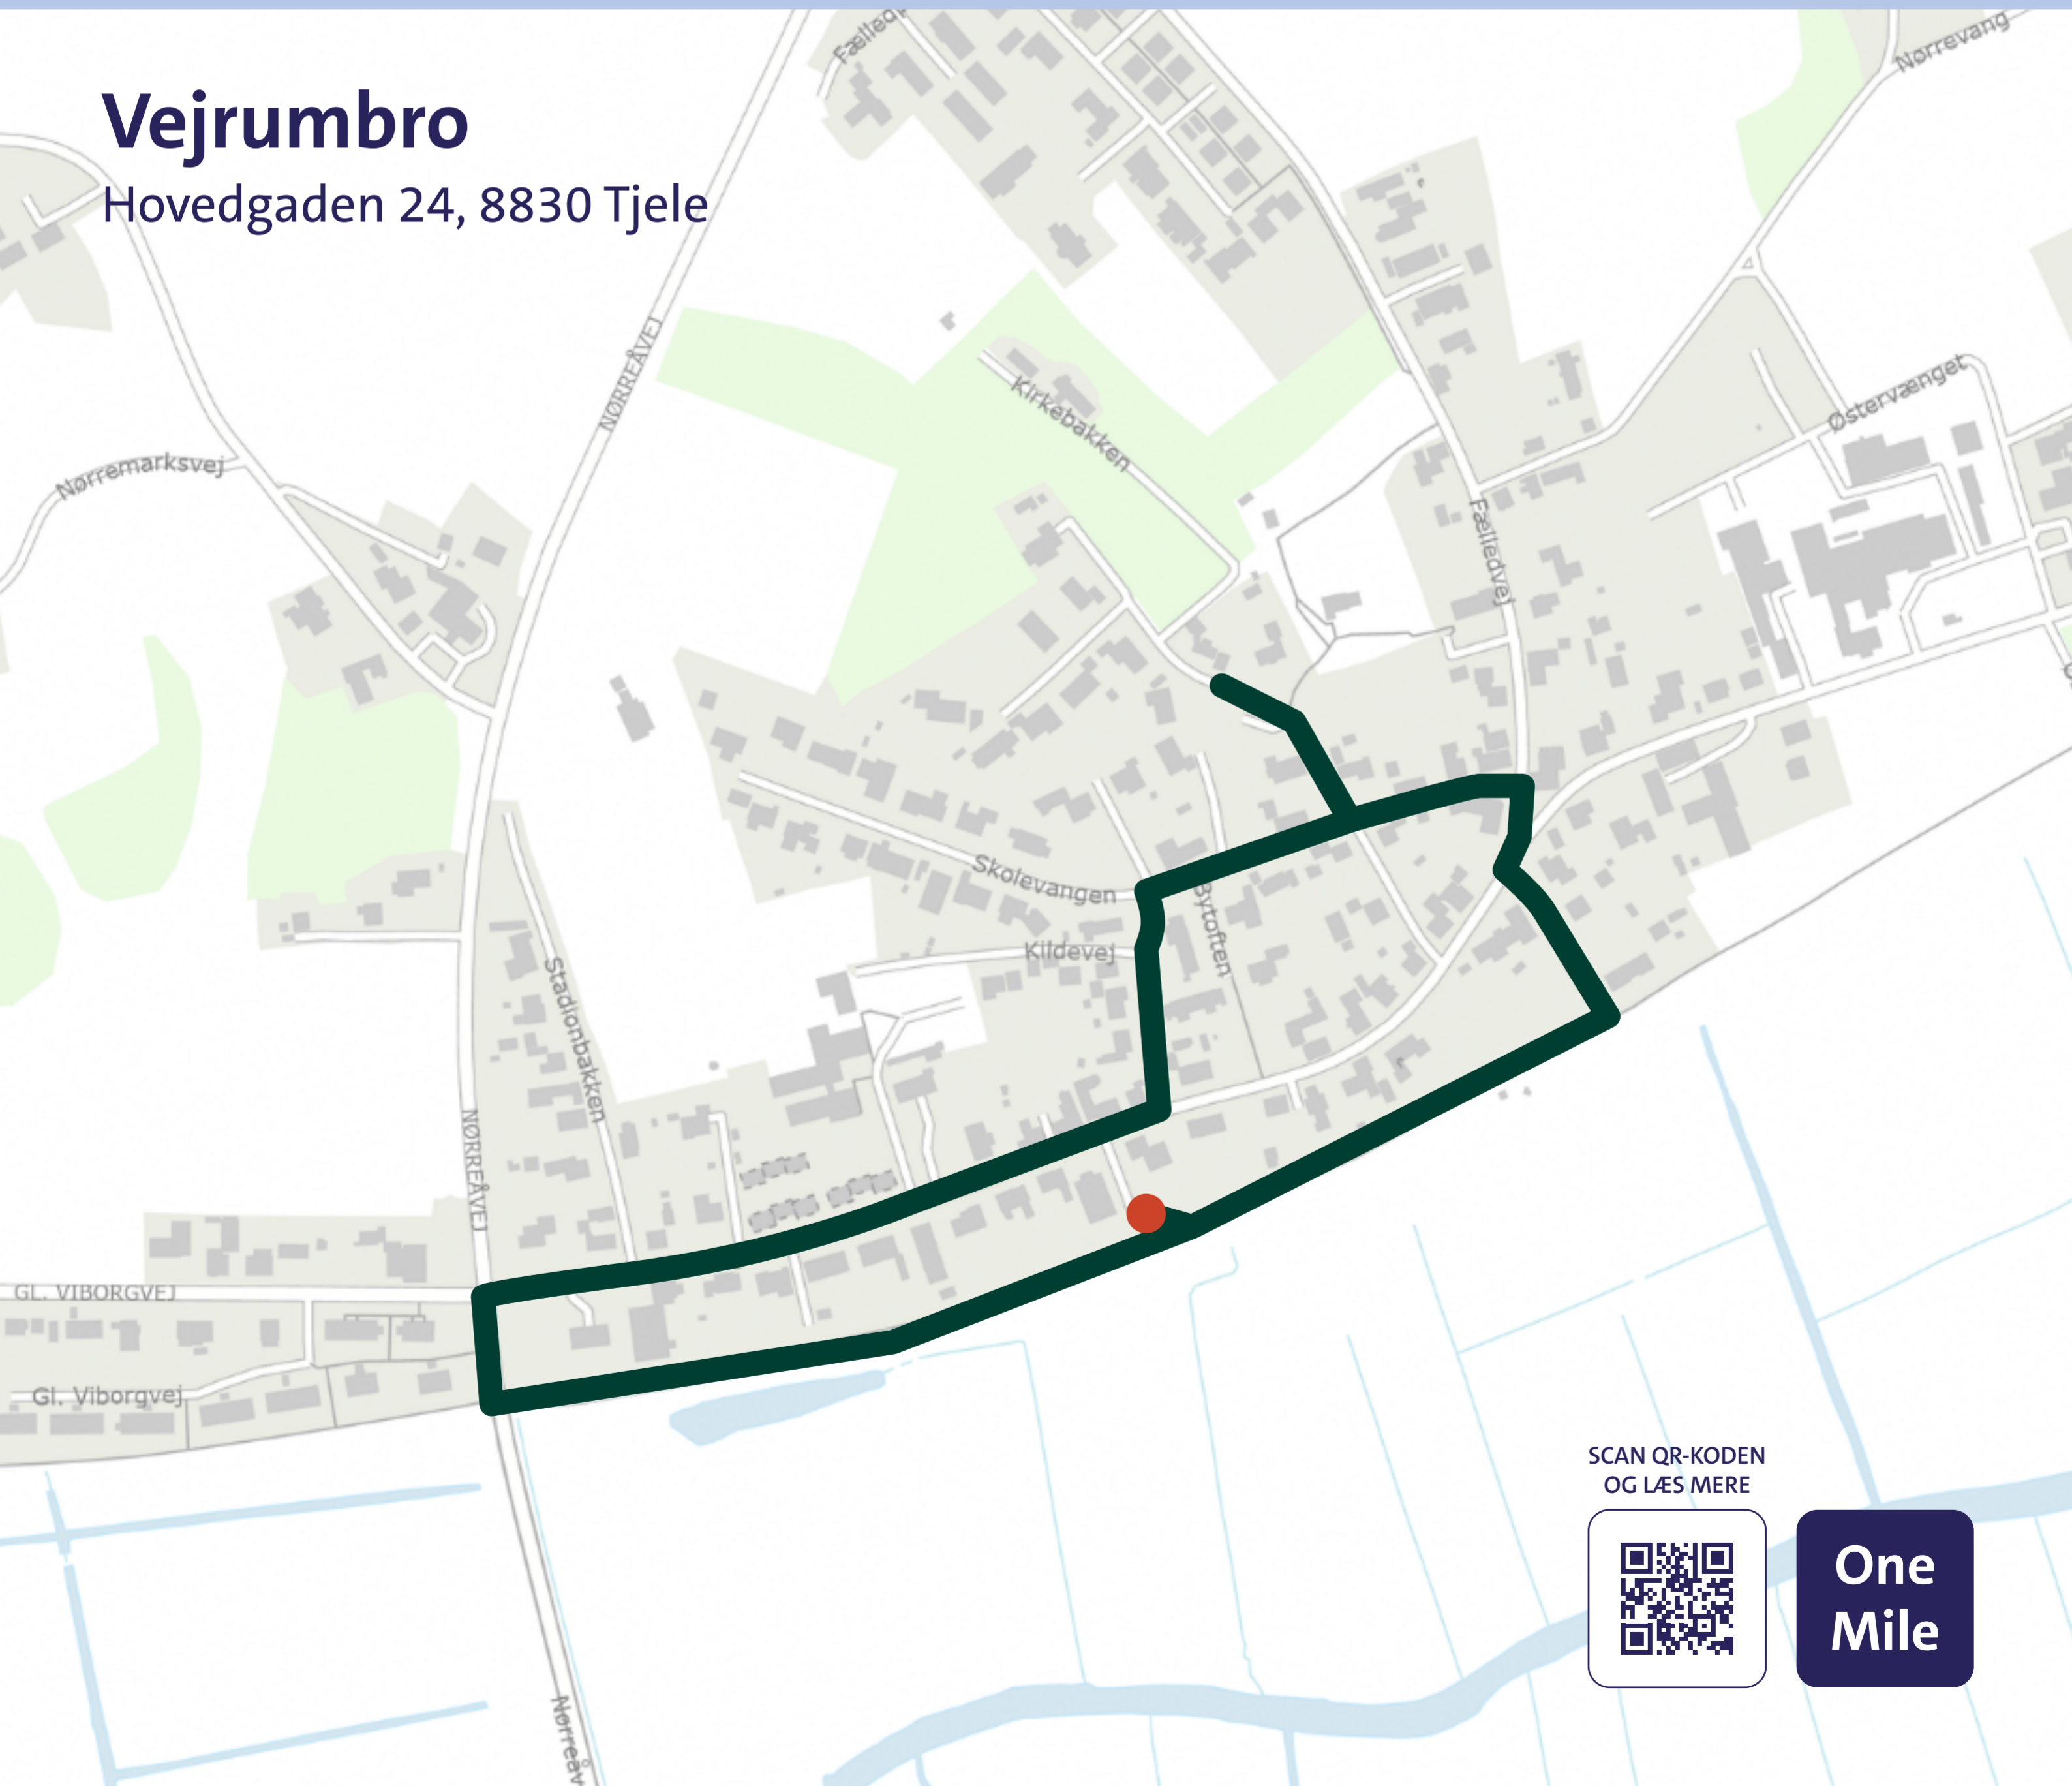 Vejrumbro
Hovedgaden 24, 8830 Tjele
Nørrevang
NØRREÅVEJ
Kirkebakken
Østervænget
Nørremarksvej
Fælledvej
Skolevangen
Bytoften
Kildevej
Stadionbakken
NØRREÅVEJ
GL. VIBORGVEJ
Gl. Viborgvej
SCAN QR-KODEN
OG LÆS MERE
One
Mile